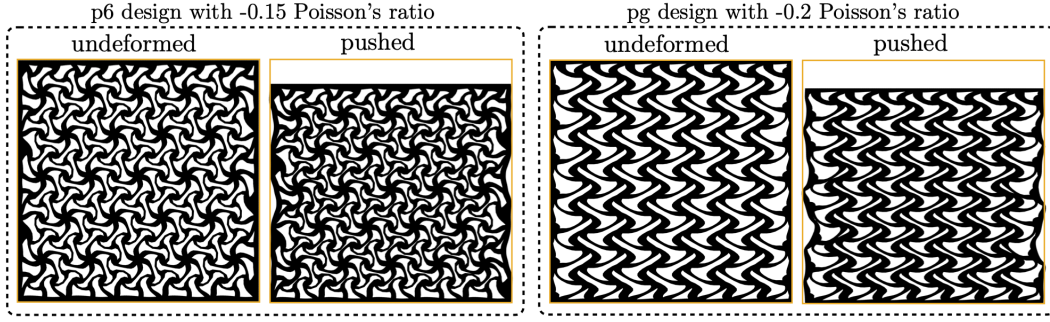 p6 design with -0.15 Poisson's ratio
undeformed
pushed
pg design with -0.2 Poisson's ratio
undeformed
pushed